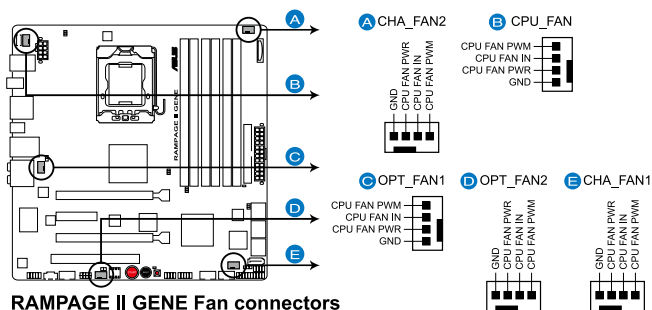 A
B
C
D
E
ASUS
RAMPAGE II GENE
A CHA_FAN2
GND
CPU FAN PWR
CPU FAN IN
CPU FAN PWM
B CPU_FAN
CPU FAN PWM
CPU FAN IN
CPU FAN PWR
GND
C OPT_FAN1
CPU FAN PWM
CPU FAN IN
CPU FAN PWR
GND
D OPT_FAN2
GND
CPU FAN PWR
CPU FAN IN
CPU FAN PWM
E CHA_FAN1
GND
CPU FAN PWR
CPU FAN IN
CPU FAN PWM
RAMPAGE II GENE Fan connectors